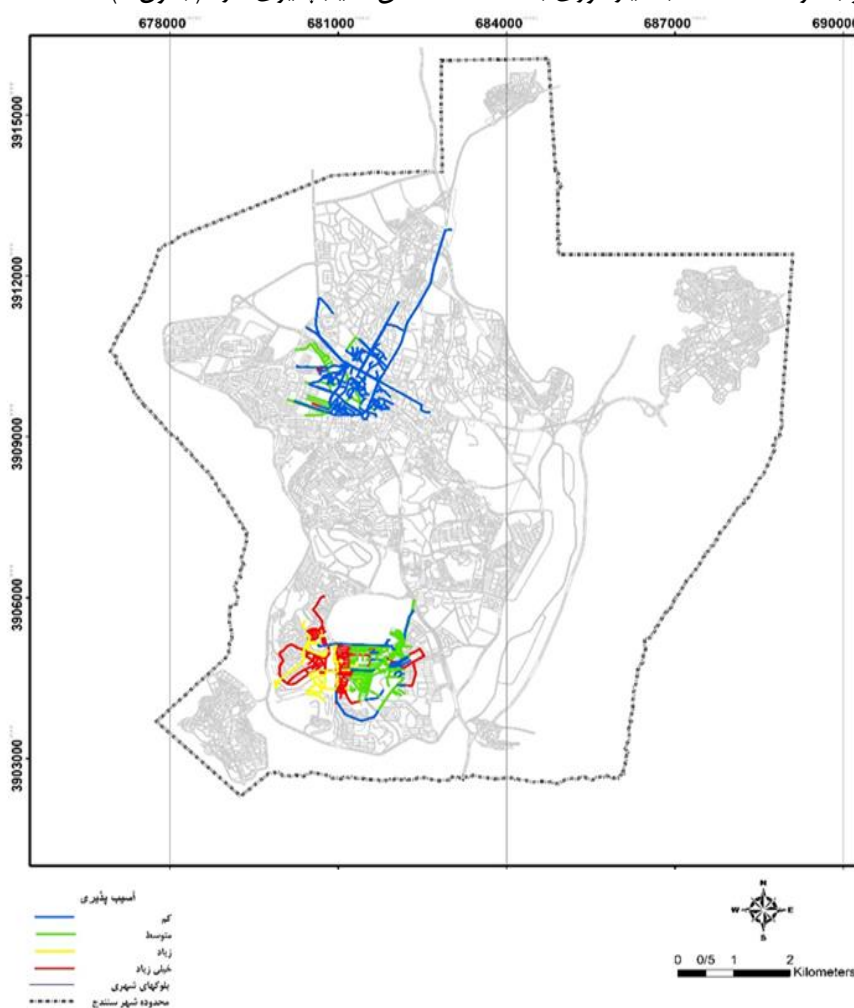 678000 681000 684000 687000 690000
3915000
3912000
3909000
3906000
3903000
آسیب پذیری
کم
متوسط
زیاد
خیلی زیاد
بلوکهای شهری
محدوده شهر سنندج
N
W E
S
0 0/5 1 2
Kilometers